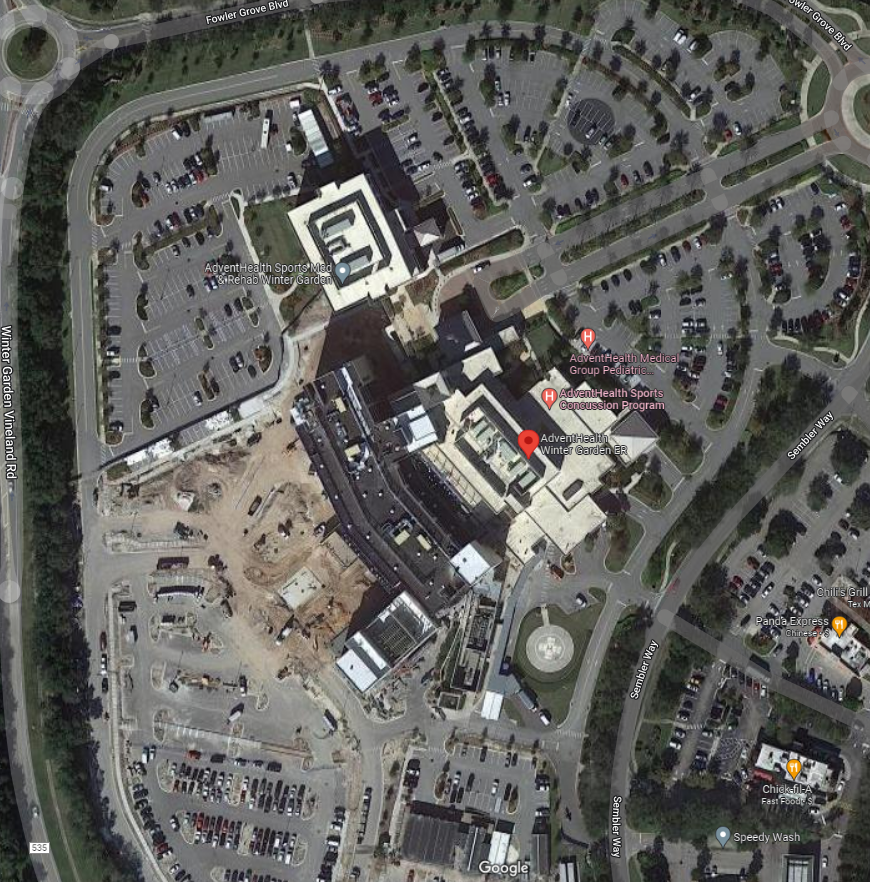 Fowler Grove Blvd
Fowler Grove Blvd
AdventHealth Sports Med
& Rehab Winter Garden
H
AdventHealth Medical
Group Pediatric...
H
AdventHealth Sports
Concussion Program
AdventHealth
Winter Garden ER
Winter Garden Vineland Rd
Sembler Way
Chili's Grill
Tex M
Panda Express
Chinese • $
Sembler Way
Chick-fil-A
Fast Food • $
Sembler Way
Speedy Wash
535
Google